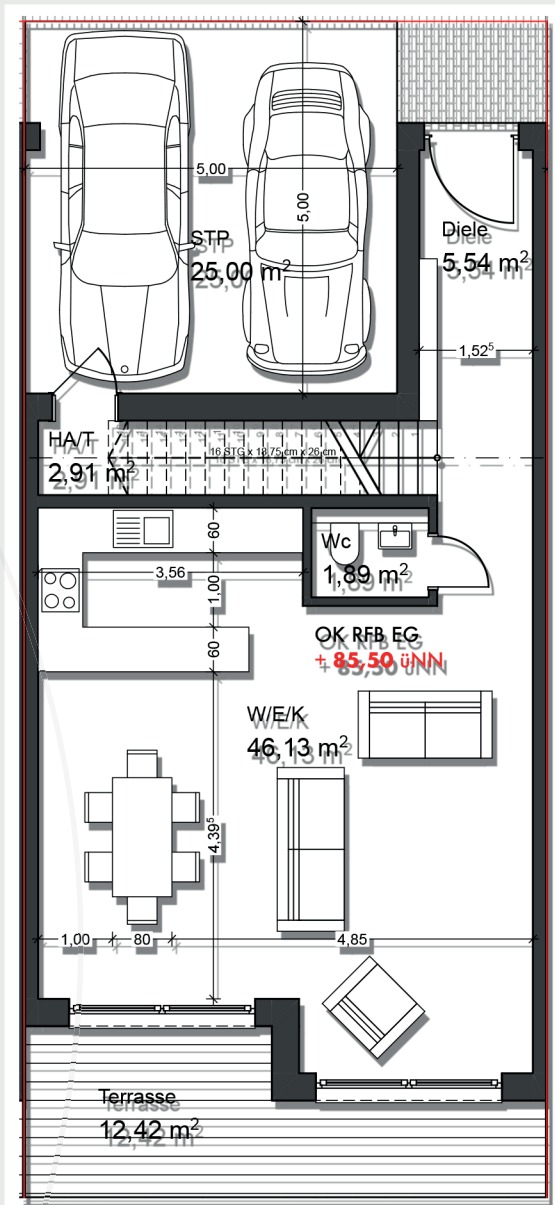 5,00
5,00
STP
25,00 m²
Diele
5,54 m²
1,52⁵
HA/T
2,91 m²
16 STG x 18,75 cm x 26 cm
60
Wc
1,89 m²
3,56
1,00
60
OK RFB EG
+ 85,50 üNN
W/E/K
46,13 m²
4,39⁵
1,00
80
4,85
Terrasse
12,42 m²